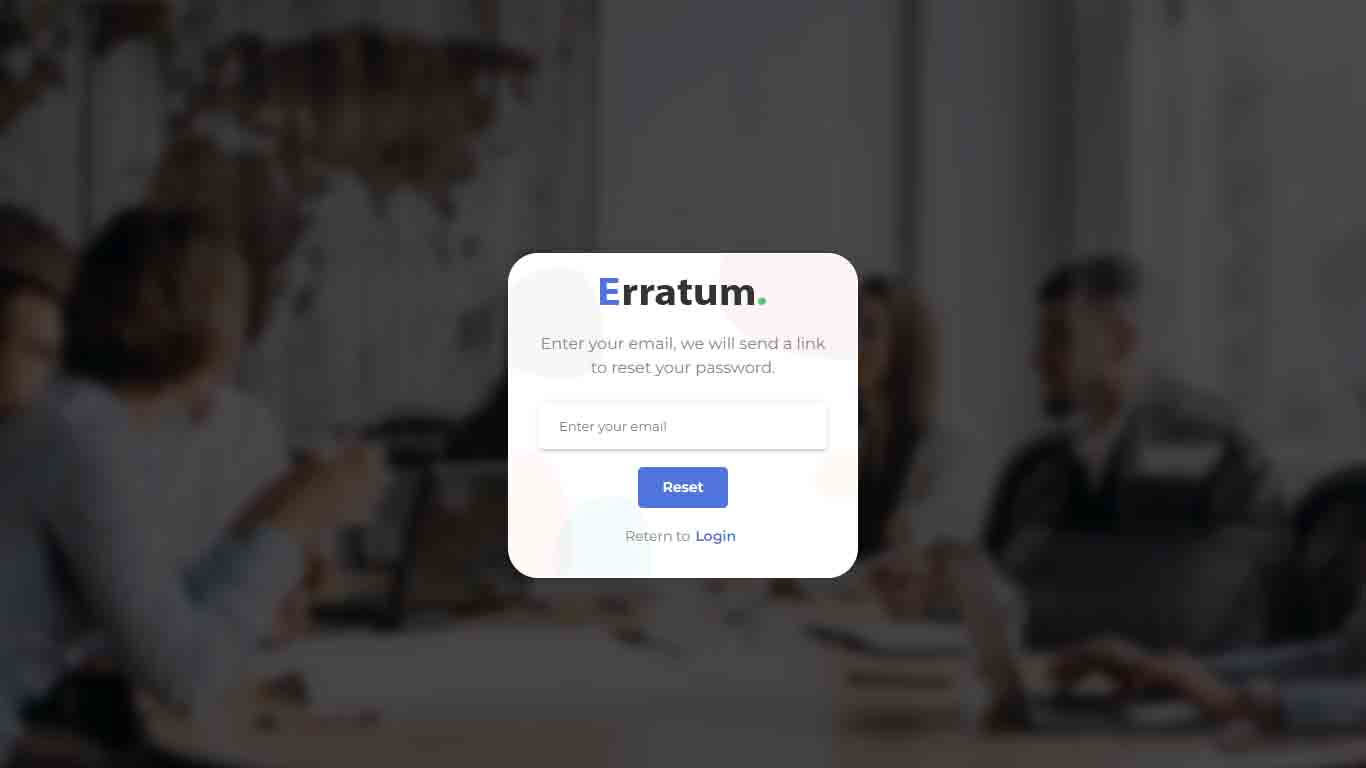 Erratum.
Enter your email, we will send a link
to reset your password.
Enter your email
Reset
Retern to Login